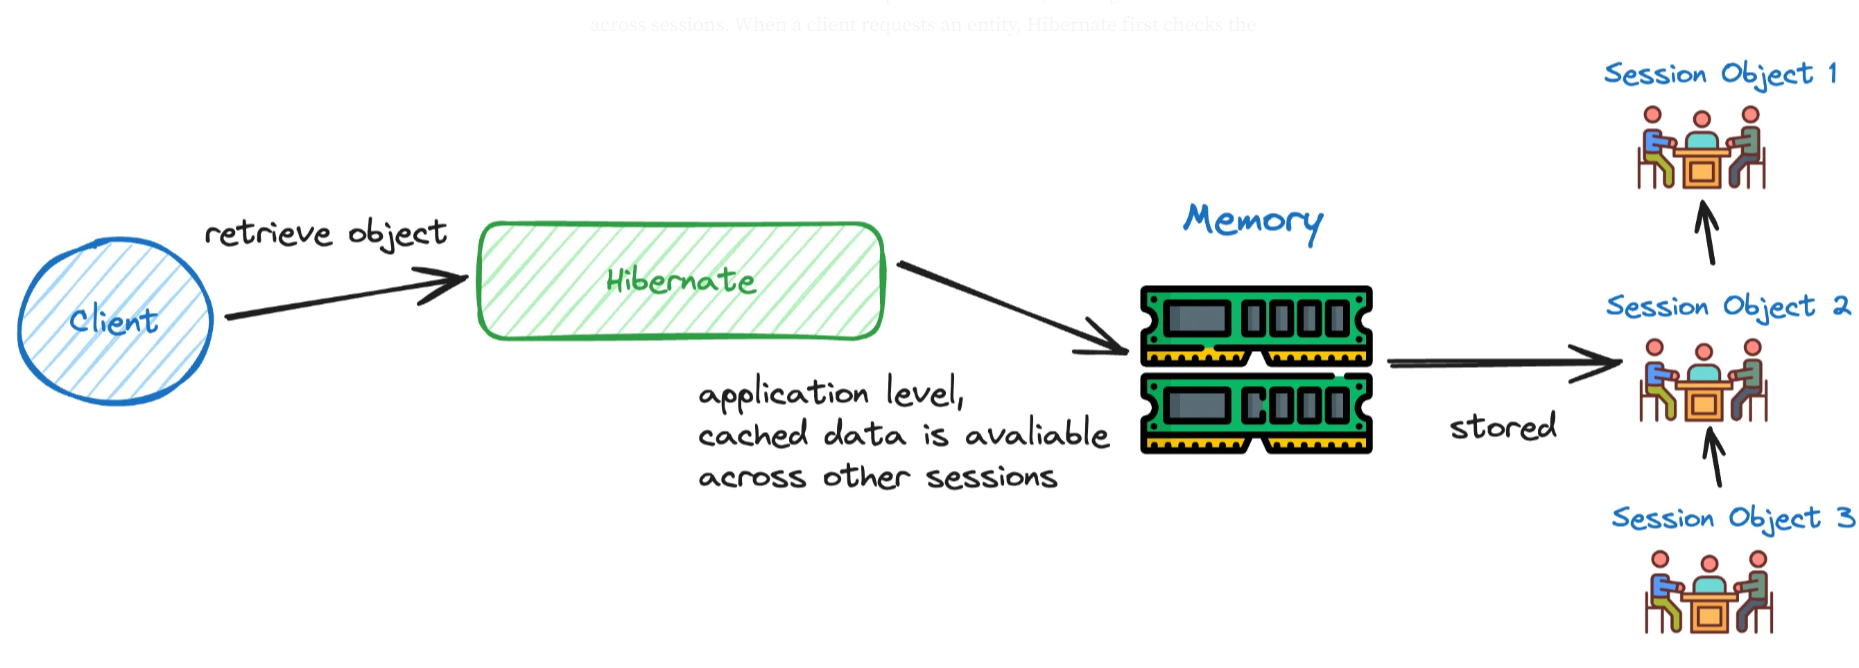 across sessions. When a client requests an entity, Hibernate first checks the
Session Object 1
retrieve object
Memory
Hibernate
Client
Session Object 2
application level,
cached data is avaliable
across other sessions
stored
Session Object 3